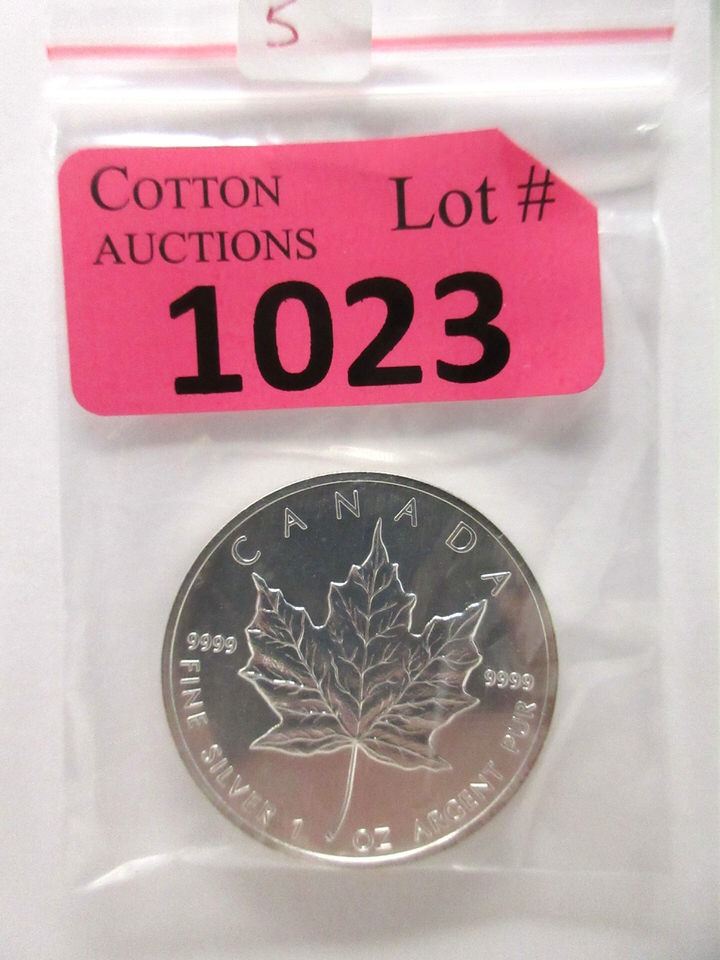 5
COTTON
AUCTIONS
Lot #
1023
CANADA
9999
9999
FINE SILVER 1 OZ ARGENT PUR